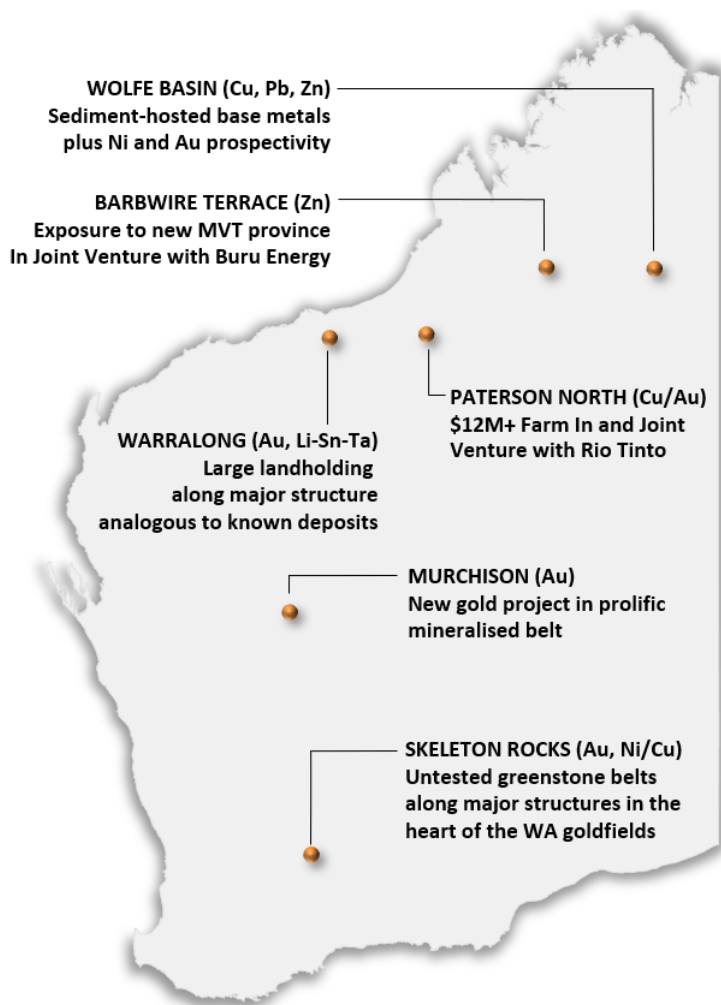 WOLFE BASIN (Cu, Pb, Zn)
Sediment-hosted base metals
plus Ni and Au prospectivity
BARBWIRE TERRACE (Zn)
Exposure to new MVT province
In Joint Venture with Buru Energy
PATERSON NORTH (Cu/Au)
$12M+ Farm In and Joint
Venture with Rio Tinto
WARRALONG (Au, Li-Sn-Ta)
Large landholding
along major structure
analogous to known deposits
MURCHISON (Au)
New gold project in prolific
mineralised belt
SKELETON ROCKS (Au, Ni/Cu)
Untested greenstone belts
along major structures in the
heart of the WA goldfields